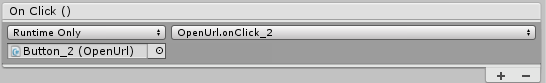 On Click ()
Runtime Only OpenUrl.onClick_2
Button_2 (OpenUrl)